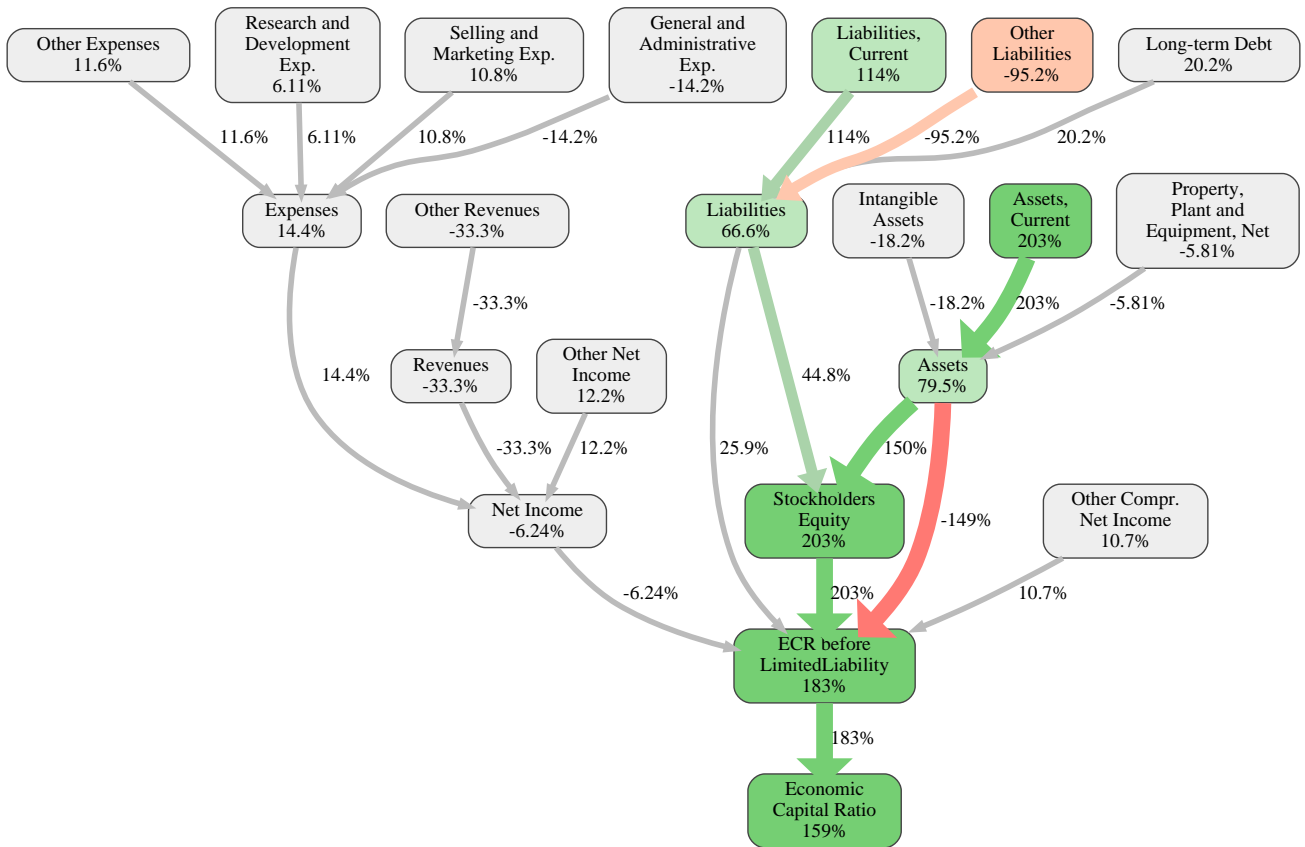 Other Expenses
11.6%
Research and
Development
Exp.
6.11%
Selling and
Marketing Exp.
10.8%
General and
Administrative
Exp.
-14.2%
Liabilities,
Current
114%
Other
Liabilities
-95.2%
Long-term Debt
20.2%
11.6%
6.11%
10.8%
-14.2%
114%
-95.2%
20.2%
Expenses
14.4%
Other Revenues
-33.3%
Liabilities
66.6%
Intangible
Assets
-18.2%
Assets,
Current
203%
Property,
Plant and
Equipment, Net
-5.81%
-33.3%
-18.2%
203%
-5.81%
Revenues
-33.3%
Other Net
Income
12.2%
Assets
79.5%
14.4%
44.8%
-33.3%
12.2%
25.9%
150%
Net Income
-6.24%
Stockholders
Equity
203%
-149%
Other Compr.
Net Income
10.7%
-6.24%
203%
10.7%
ECR before
LimitedLiability
183%
183%
Economic
Capital Ratio
159%